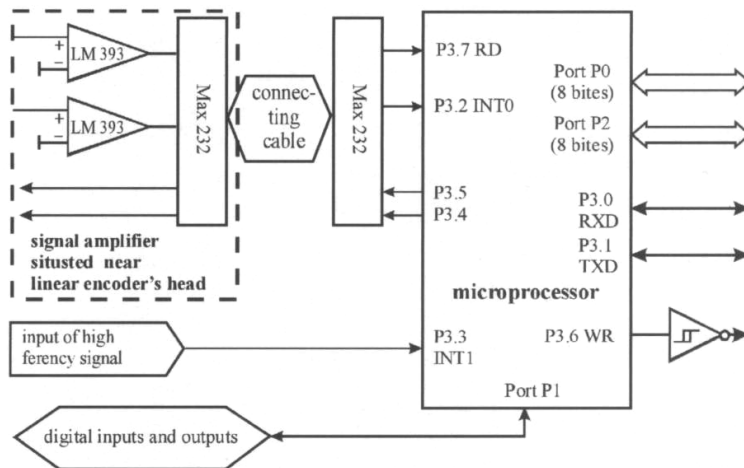 +
−
LM 393
+
−
LM 393
Max 232
connec-
ting
cable
Max 232
P3.7 RD
P3.2 INT0
P3.5
P3.4
Port P0
(8 bites)
Port P2
(8 bites)
P3.0
RXD
P3.1
TXD
microprocessor
signal amplifier
situsted near
linear encoder's head
input of high
ferency signal
P3.3
INT1
P3.6 WR
Port P1
digital inputs and outputs